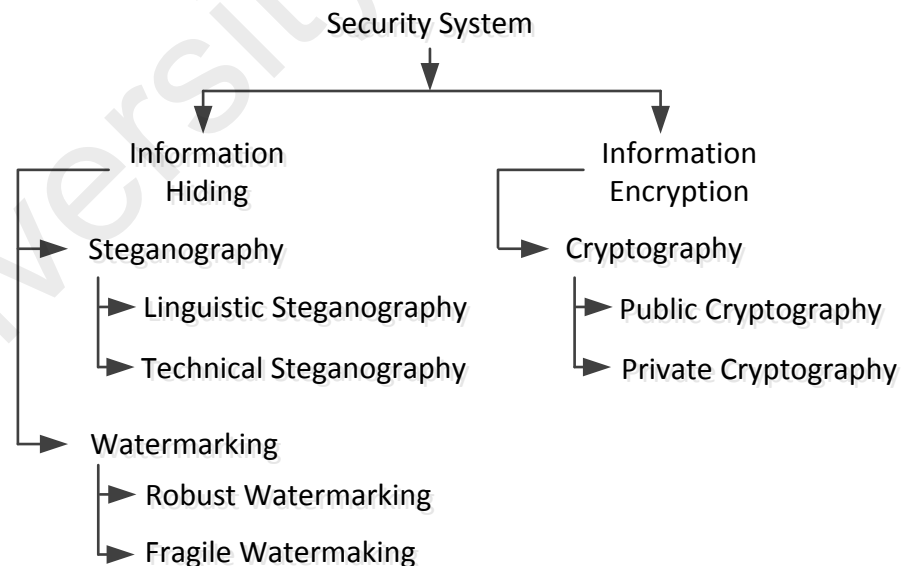 Security System
Information
Hiding
Information
Encryption
Steganography
Linguistic Steganography
Technical Steganography
Watermarking
Robust Watermarking
Fragile Watermaking
Cryptography
Public Cryptography
Private Cryptography